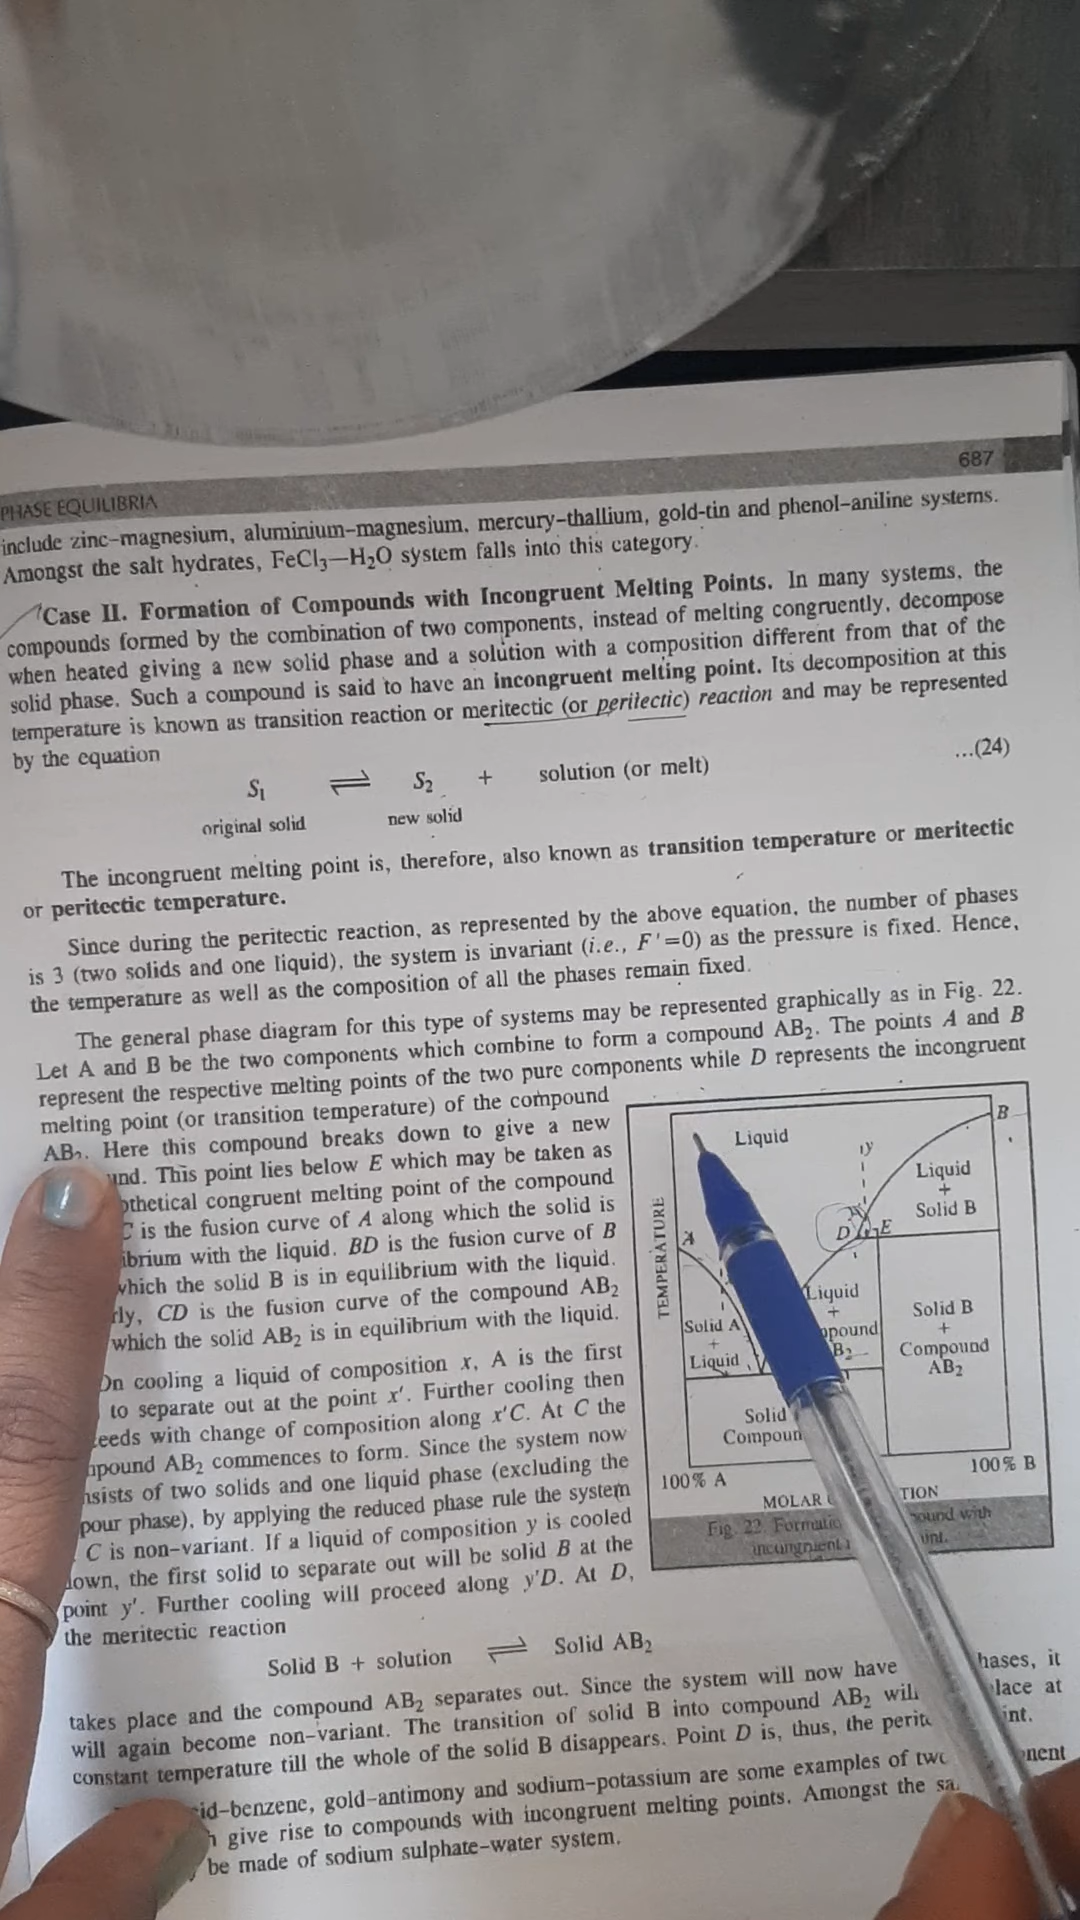 687
PHASE EQUILIBRIA
include zinc–magnesium, aluminium–magnesium, mercury–thallium, gold–tin and phenol–aniline systems.
Amongst the salt hydrates, FeCl₃—H₂O system falls into this category.
Case II. Formation of Compounds with Incongruent Melting Points. In many systems, the
compounds formed by the combination of two components, instead of melting congruently, decompose
when heated giving a new solid phase and a solution with a composition different from that of the
solid phase. Such a compound is said to have an incongruent melting point. Its decomposition at this
temperature is known as transition reaction or meritectic (or peritectic) reaction and may be represented
by the equation
S₁ ⇌ S₂ + solution (or melt) ...(24)
original solid new solid
The incongruent melting point is, therefore, also known as transition temperature or meritectic
or peritectic temperature.
Since during the peritectic reaction, as represented by the above equation, the number of phases
is 3 (two solids and one liquid), the system is invariant (i.e., F'=0) as the pressure is fixed. Hence,
the temperature as well as the composition of all the phases remain fixed.
The general phase diagram for this type of systems may be represented graphically as in Fig. 22.
Let A and B be the two components which combine to form a compound AB₂. The points A and B
represent the respective melting points of the two pure components while D represents the incongruent
melting point (or transition temperature) of the compound
AB₂. Here this compound breaks down to give a new
und. This point lies below E which may be taken as
othetical congruent melting point of the compound
C is the fusion curve of A along which the solid is
ibrium with the liquid. BD is the fusion curve of B
which the solid B is in equilibrium with the liquid.
rly, CD is the fusion curve of the compound AB₂
which the solid AB₂ is in equilibrium with the liquid.
On cooling a liquid of composition x, A is the first
to separate out at the point x'. Further cooling then
eeds with change of composition along x'C. At C the
npound AB₂ commences to form. Since the system now
nsists of two solids and one liquid phase (excluding the
pour phase), by applying the reduced phase rule the system
C is non-variant. If a liquid of composition y is cooled
down, the first solid to separate out will be solid B at the
point y'. Further cooling will proceed along y'D. At D,
the meritectic reaction
Solid B + solution ⇌ Solid AB₂
takes place and the compound AB₂ separates out. Since the system will now have hases, it
will again become non-variant. The transition of solid B into compound AB₂ will lace at
constant temperature till the whole of the solid B disappears. Point D is, thus, the perite int.
id–benzene, gold–antimony and sodium–potassium are some examples of two onent
h give rise to compounds with incongruent melting points. Amongst the sa
be made of sodium sulphate–water system.
TEMPERATURE
Liquid
B
y
Liquid
+
Solid B
D E
A
Liquid
+
pound
B₂
Solid A
+
Liquid
Solid B
+
Compound
AB₂
Solid
Compoun
100% A
100% B
MOLAR TION
Fig. 22. Formatio ound with
incongruent int.